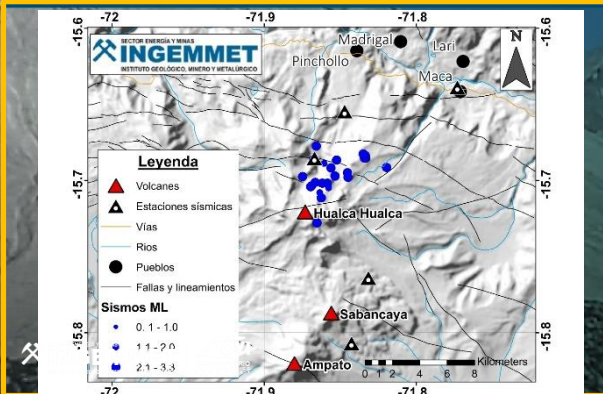 -72 -71.9 -71.8
-15.6 -15.6
SECTOR ENERGÍA Y MINAS
INGEMMET
INSTITUTO GEOLÓGICO, MINERO Y METALÚRGICO
Madrigal
Lari
Pinchollo
Maca
N
Leyenda
Volcanes
Estaciones sísmicas
Vías
Rios
Pueblos
Fallas y lineamientos
Sismos ML
0.1 - 1.0
1.1 - 2.0
2.1 - 3.3
-15.7 -15.7
Hualca Hualca
Sabancaya
-15.8 -15.8
Ampato
Kilometers
0 1 2 4 6 8
-72 -71.9 -71.8